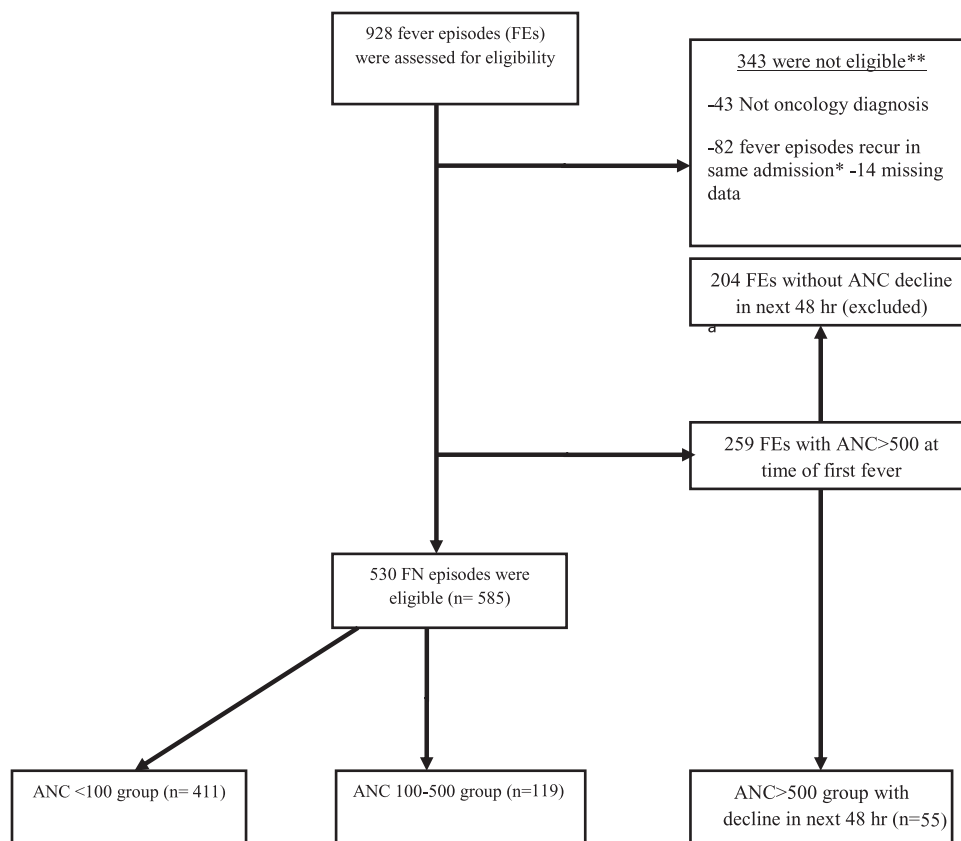 928 fever episodes (FEs)
were assessed for eligibility
343 were not eligible**
-43 Not oncology diagnosis
-82 fever episodes recur in
same admission* -14 missing
data
204 FEs without ANC decline
in next 48 hr (excluded)
a
259 FEs with ANC>500 at
time of first fever
530 FN episodes were
eligible (n= 585)
ANC <100 group (n= 411)
ANC 100-500 group (n=119)
ANC>500 group with
decline in next 48 hr (n=55)